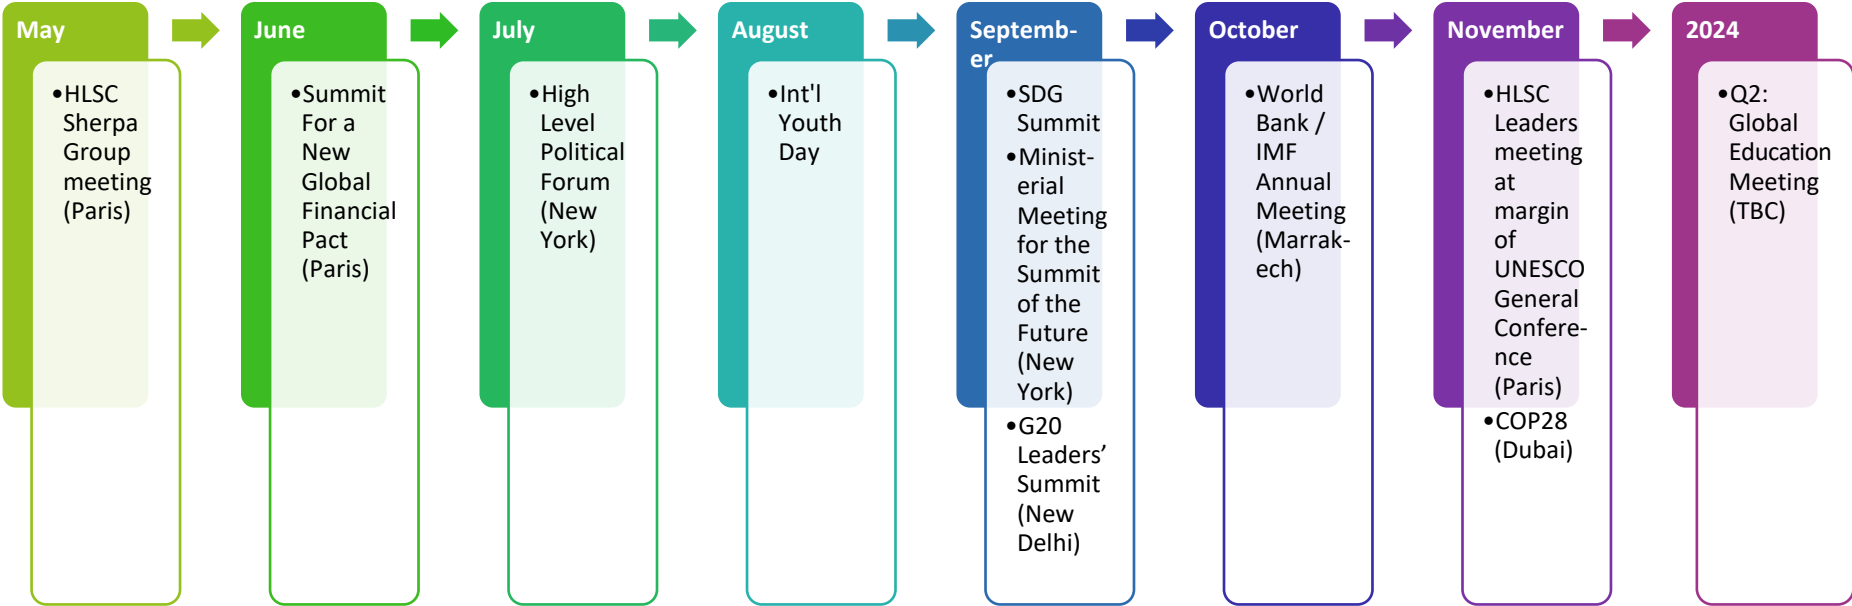 May
•HLSC
Sherpa
Group
meeting
(Paris)
June
•Summit
For a
New
Global
Financial
Pact
(Paris)
July
•High
Level
Political
Forum
(New
York)
August
•Int'l
Youth
Day
Septemb-
er
•SDG
Summit
•Minist-
erial
Meeting
for the
Summit
of the
Future
(New
York)
•G20
Leaders’
Summit
(New
Delhi)
October
•World
Bank /
IMF
Annual
Meeting
(Marrak-
ech)
November
•HLSC
Leaders
meeting
at
margin
of
UNESCO
General
Confere-
nce
(Paris)
•COP28
(Dubai)
2024
•Q2:
Global
Education
Meeting
(TBC)